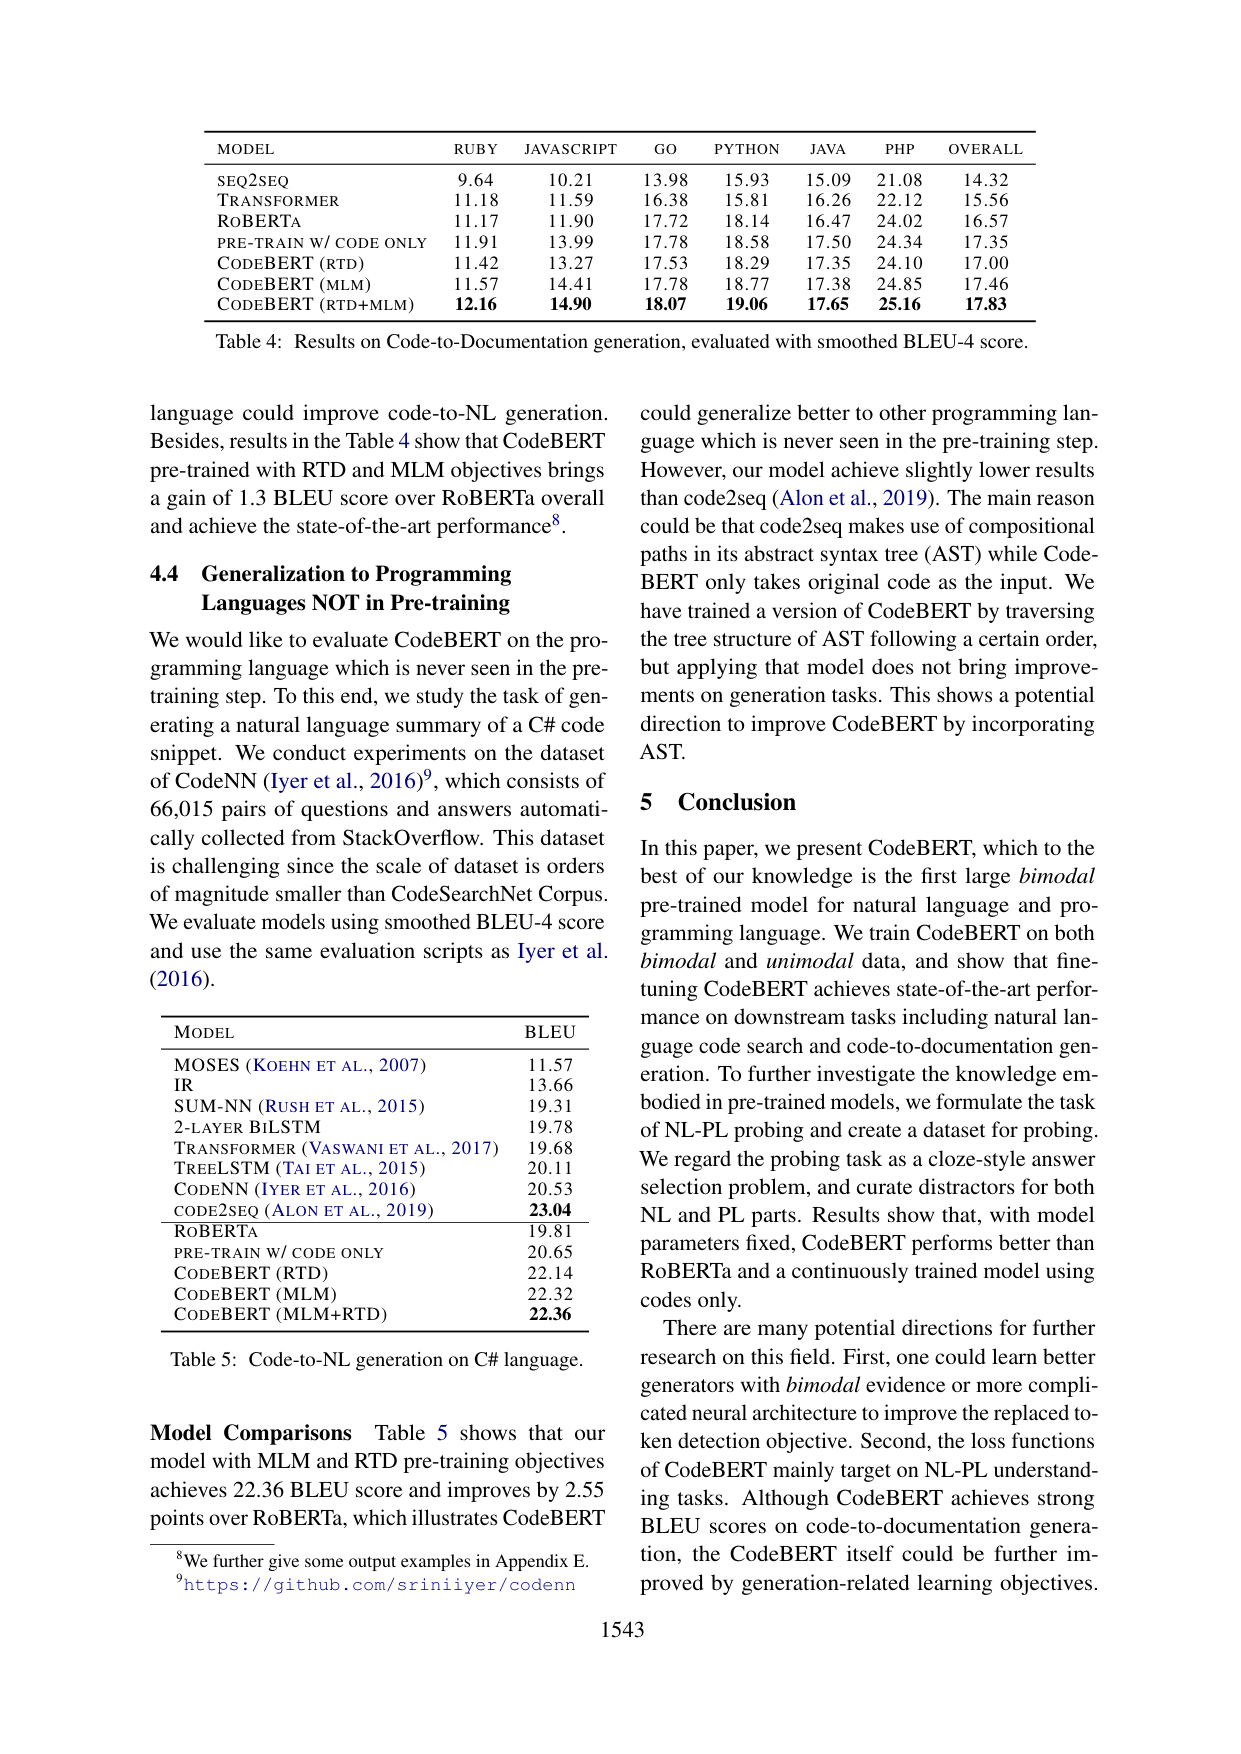 MODEL RUBY JAVASCRIPT GO PYTHON JAVA PHP OVERALL
SEQ2SEQ 9.64 10.21 13.98 15.93 15.09 21.08 14.32
TRANSFORMER 11.18 11.59 16.38 15.81 16.26 22.12 15.56
ROBERTA 11.17 11.90 17.72 18.14 16.47 24.02 16.57
PRE-TRAIN W/ CODE ONLY 11.91 13.99 17.78 18.58 17.50 24.34 17.35
CODEBERT (RTD) 11.42 13.27 17.53 18.29 17.35 24.10 17.00
CODEBERT (MLM) 11.57 14.41 17.78 18.77 17.38 24.85 17.46
CODEBERT (RTD+MLM) 12.16 14.90 18.07 19.06 17.65 25.16 17.83
Table 4: Results on Code-to-Documentation generation, evaluated with smoothed BLEU-4 score.
language could improve code-to-NL generation.
Besides, results in the Table 4 show that CodeBERT
pre-trained with RTD and MLM objectives brings
a gain of 1.3 BLEU score over RoBERTa overall
and achieve the state-of-the-art performance8.
4.4 Generalization to Programming
Languages NOT in Pre-training
We would like to evaluate CodeBERT on the pro-
gramming language which is never seen in the pre-
training step. To this end, we study the task of gen-
erating a natural language summary of a C# code
snippet. We conduct experiments on the dataset
of CodeNN (Iyer et al., 2016)9, which consists of
66,015 pairs of questions and answers automati-
cally collected from StackOverflow. This dataset
is challenging since the scale of dataset is orders
of magnitude smaller than CodeSearchNet Corpus.
We evaluate models using smoothed BLEU-4 score
and use the same evaluation scripts as Iyer et al.
(2016).
MODEL BLEU
MOSES (KOEHN ET AL., 2007) 11.57
IR 13.66
SUM-NN (RUSH ET AL., 2015) 19.31
2-LAYER BILSTM 19.78
TRANSFORMER (VASWANI ET AL., 2017) 19.68
TREELSTM (TAI ET AL., 2015) 20.11
CODENN (IYER ET AL., 2016) 20.53
CODE2SEQ (ALON ET AL., 2019) 23.04
ROBERTA 19.81
PRE-TRAIN W/ CODE ONLY 20.65
CODEBERT (RTD) 22.14
CODEBERT (MLM) 22.32
CODEBERT (MLM+RTD) 22.36
Table 5: Code-to-NL generation on C# language.
Model Comparisons Table 5 shows that our
model with MLM and RTD pre-training objectives
achieves 22.36 BLEU score and improves by 2.55
points over RoBERTa, which illustrates CodeBERT
8We further give some output examples in Appendix E.
9https://github.com/sriniiyer/codenn
could generalize better to other programming lan-
guage which is never seen in the pre-training step.
However, our model achieve slightly lower results
than code2seq (Alon et al., 2019). The main reason
could be that code2seq makes use of compositional
paths in its abstract syntax tree (AST) while Code-
BERT only takes original code as the input. We
have trained a version of CodeBERT by traversing
the tree structure of AST following a certain order,
but applying that model does not bring improve-
ments on generation tasks. This shows a potential
direction to improve CodeBERT by incorporating
AST.
5 Conclusion
In this paper, we present CodeBERT, which to the
best of our knowledge is the first large bimodal
pre-trained model for natural language and pro-
gramming language. We train CodeBERT on both
bimodal and unimodal data, and show that fine-
tuning CodeBERT achieves state-of-the-art perfor-
mance on downstream tasks including natural lan-
guage code search and code-to-documentation gen-
eration. To further investigate the knowledge em-
bodied in pre-trained models, we formulate the task
of NL-PL probing and create a dataset for probing.
We regard the probing task as a cloze-style answer
selection problem, and curate distractors for both
NL and PL parts. Results show that, with model
parameters fixed, CodeBERT performs better than
RoBERTa and a continuously trained model using
codes only.
There are many potential directions for further
research on this field. First, one could learn better
generators with bimodal evidence or more compli-
cated neural architecture to improve the replaced to-
ken detection objective. Second, the loss functions
of CodeBERT mainly target on NL-PL understand-
ing tasks. Although CodeBERT achieves strong
BLEU scores on code-to-documentation genera-
tion, the CodeBERT itself could be further im-
proved by generation-related learning objectives.
1543